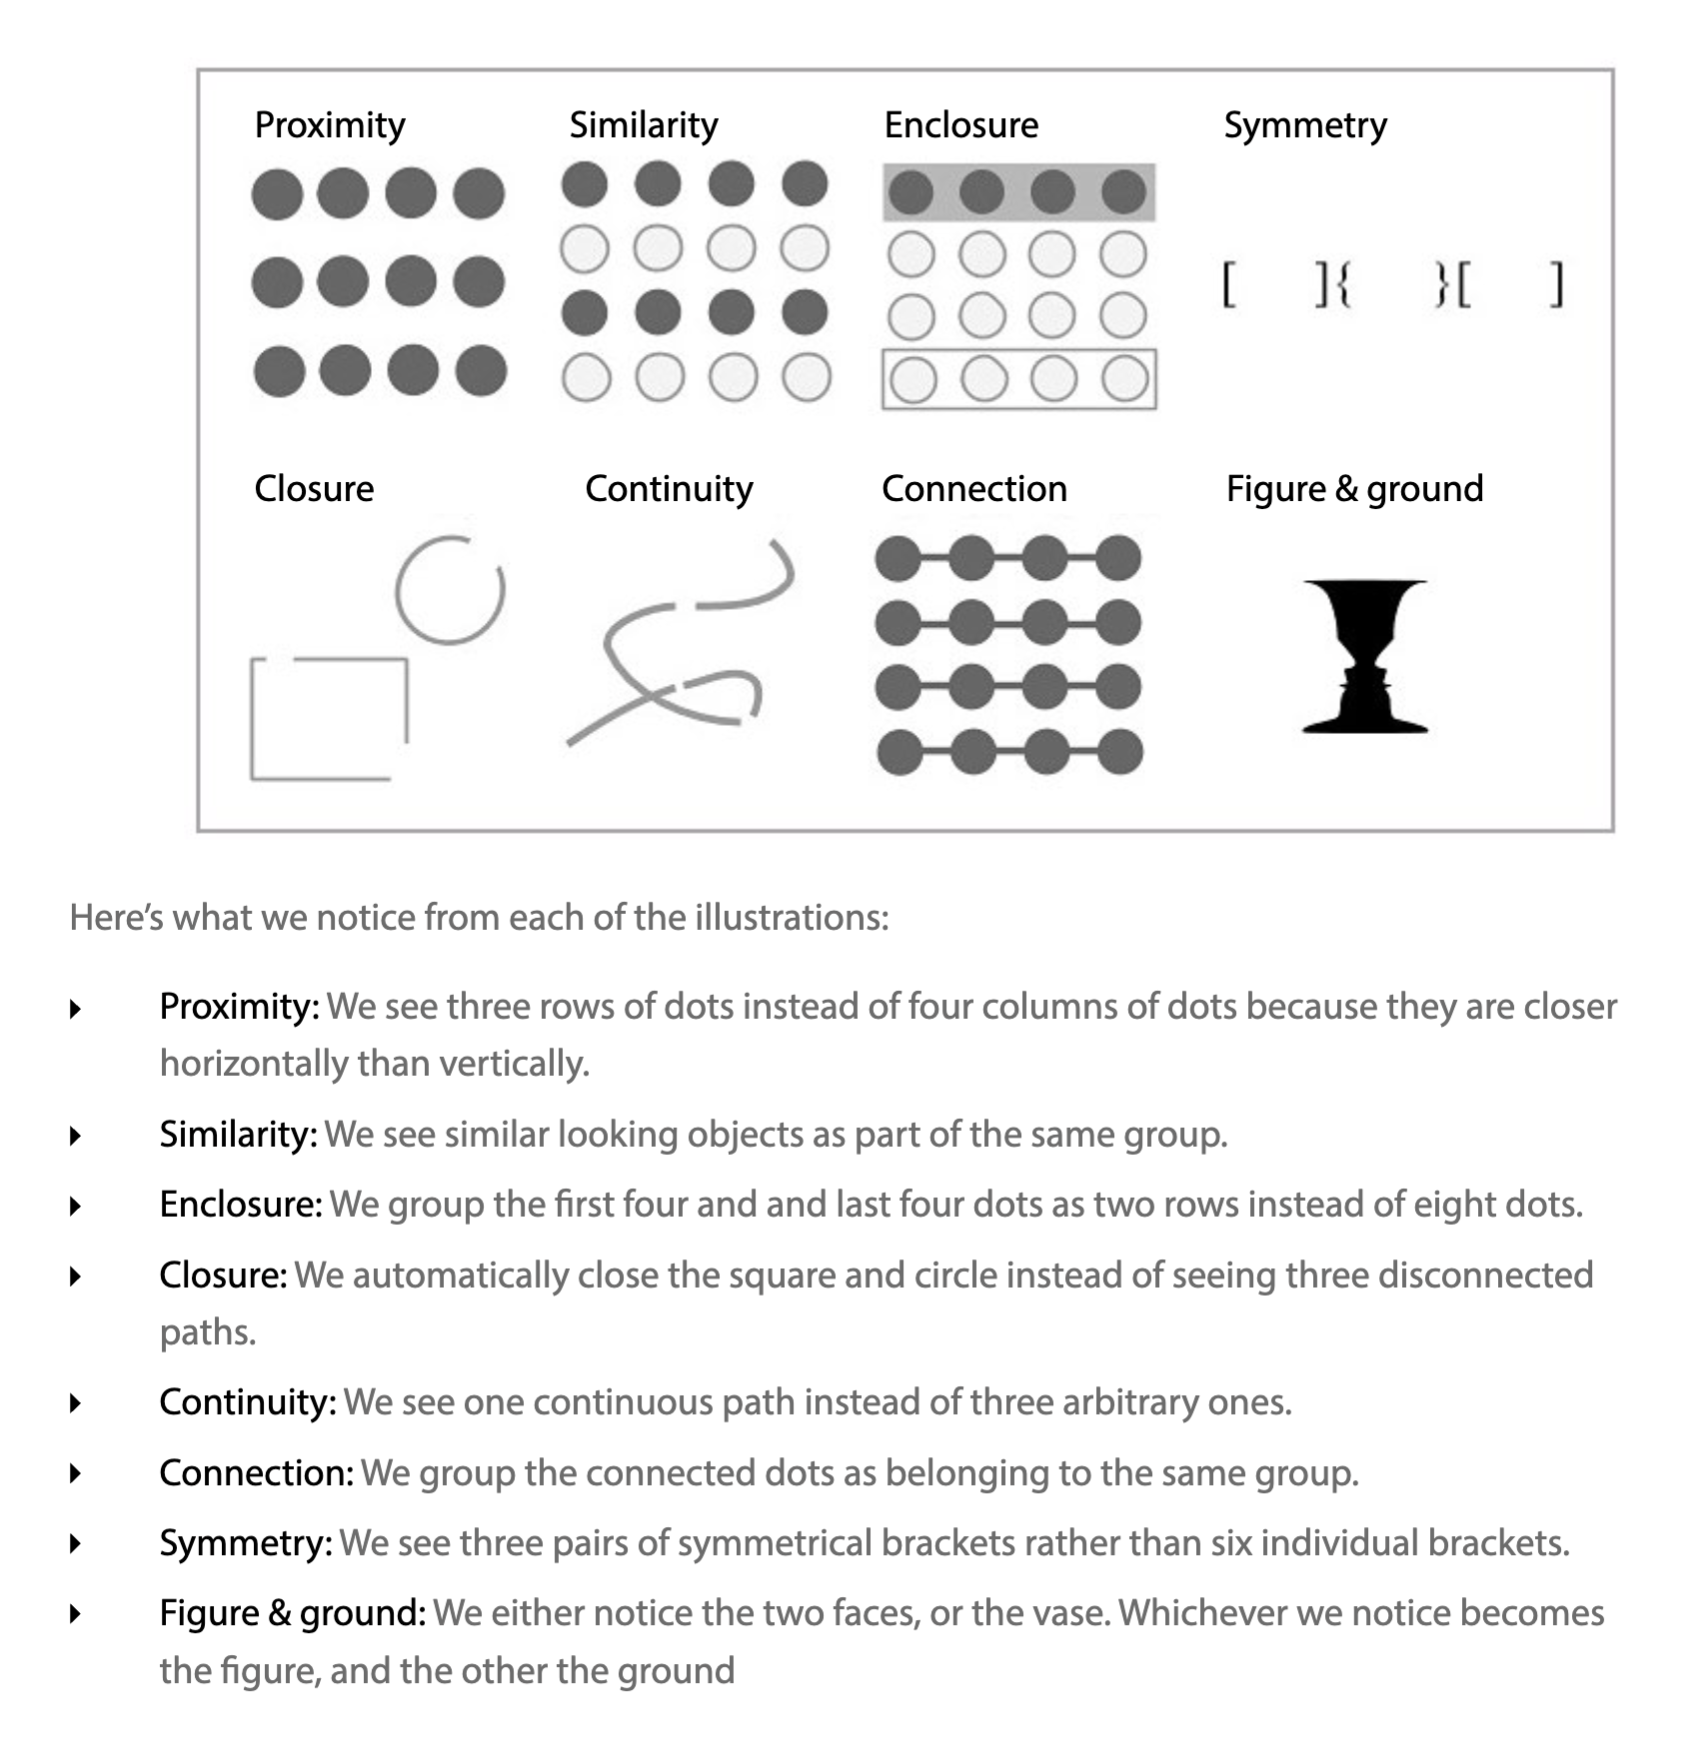 Proximity Similarity Enclosure Symmetry
[ ]{ }[ ]
Closure Continuity Connection Figure & ground
Here’s what we notice from each of the illustrations:
Proximity: We see three rows of dots instead of four columns of dots because they are closer
horizontally than vertically.
Similarity: We see similar looking objects as part of the same group.
Enclosure: We group the first four and and last four dots as two rows instead of eight dots.
Closure: We automatically close the square and circle instead of seeing three disconnected
paths.
Continuity: We see one continuous path instead of three arbitrary ones.
Connection: We group the connected dots as belonging to the same group.
Symmetry: We see three pairs of symmetrical brackets rather than six individual brackets.
Figure & ground: We either notice the two faces, or the vase. Whichever we notice becomes
the figure, and the other the ground